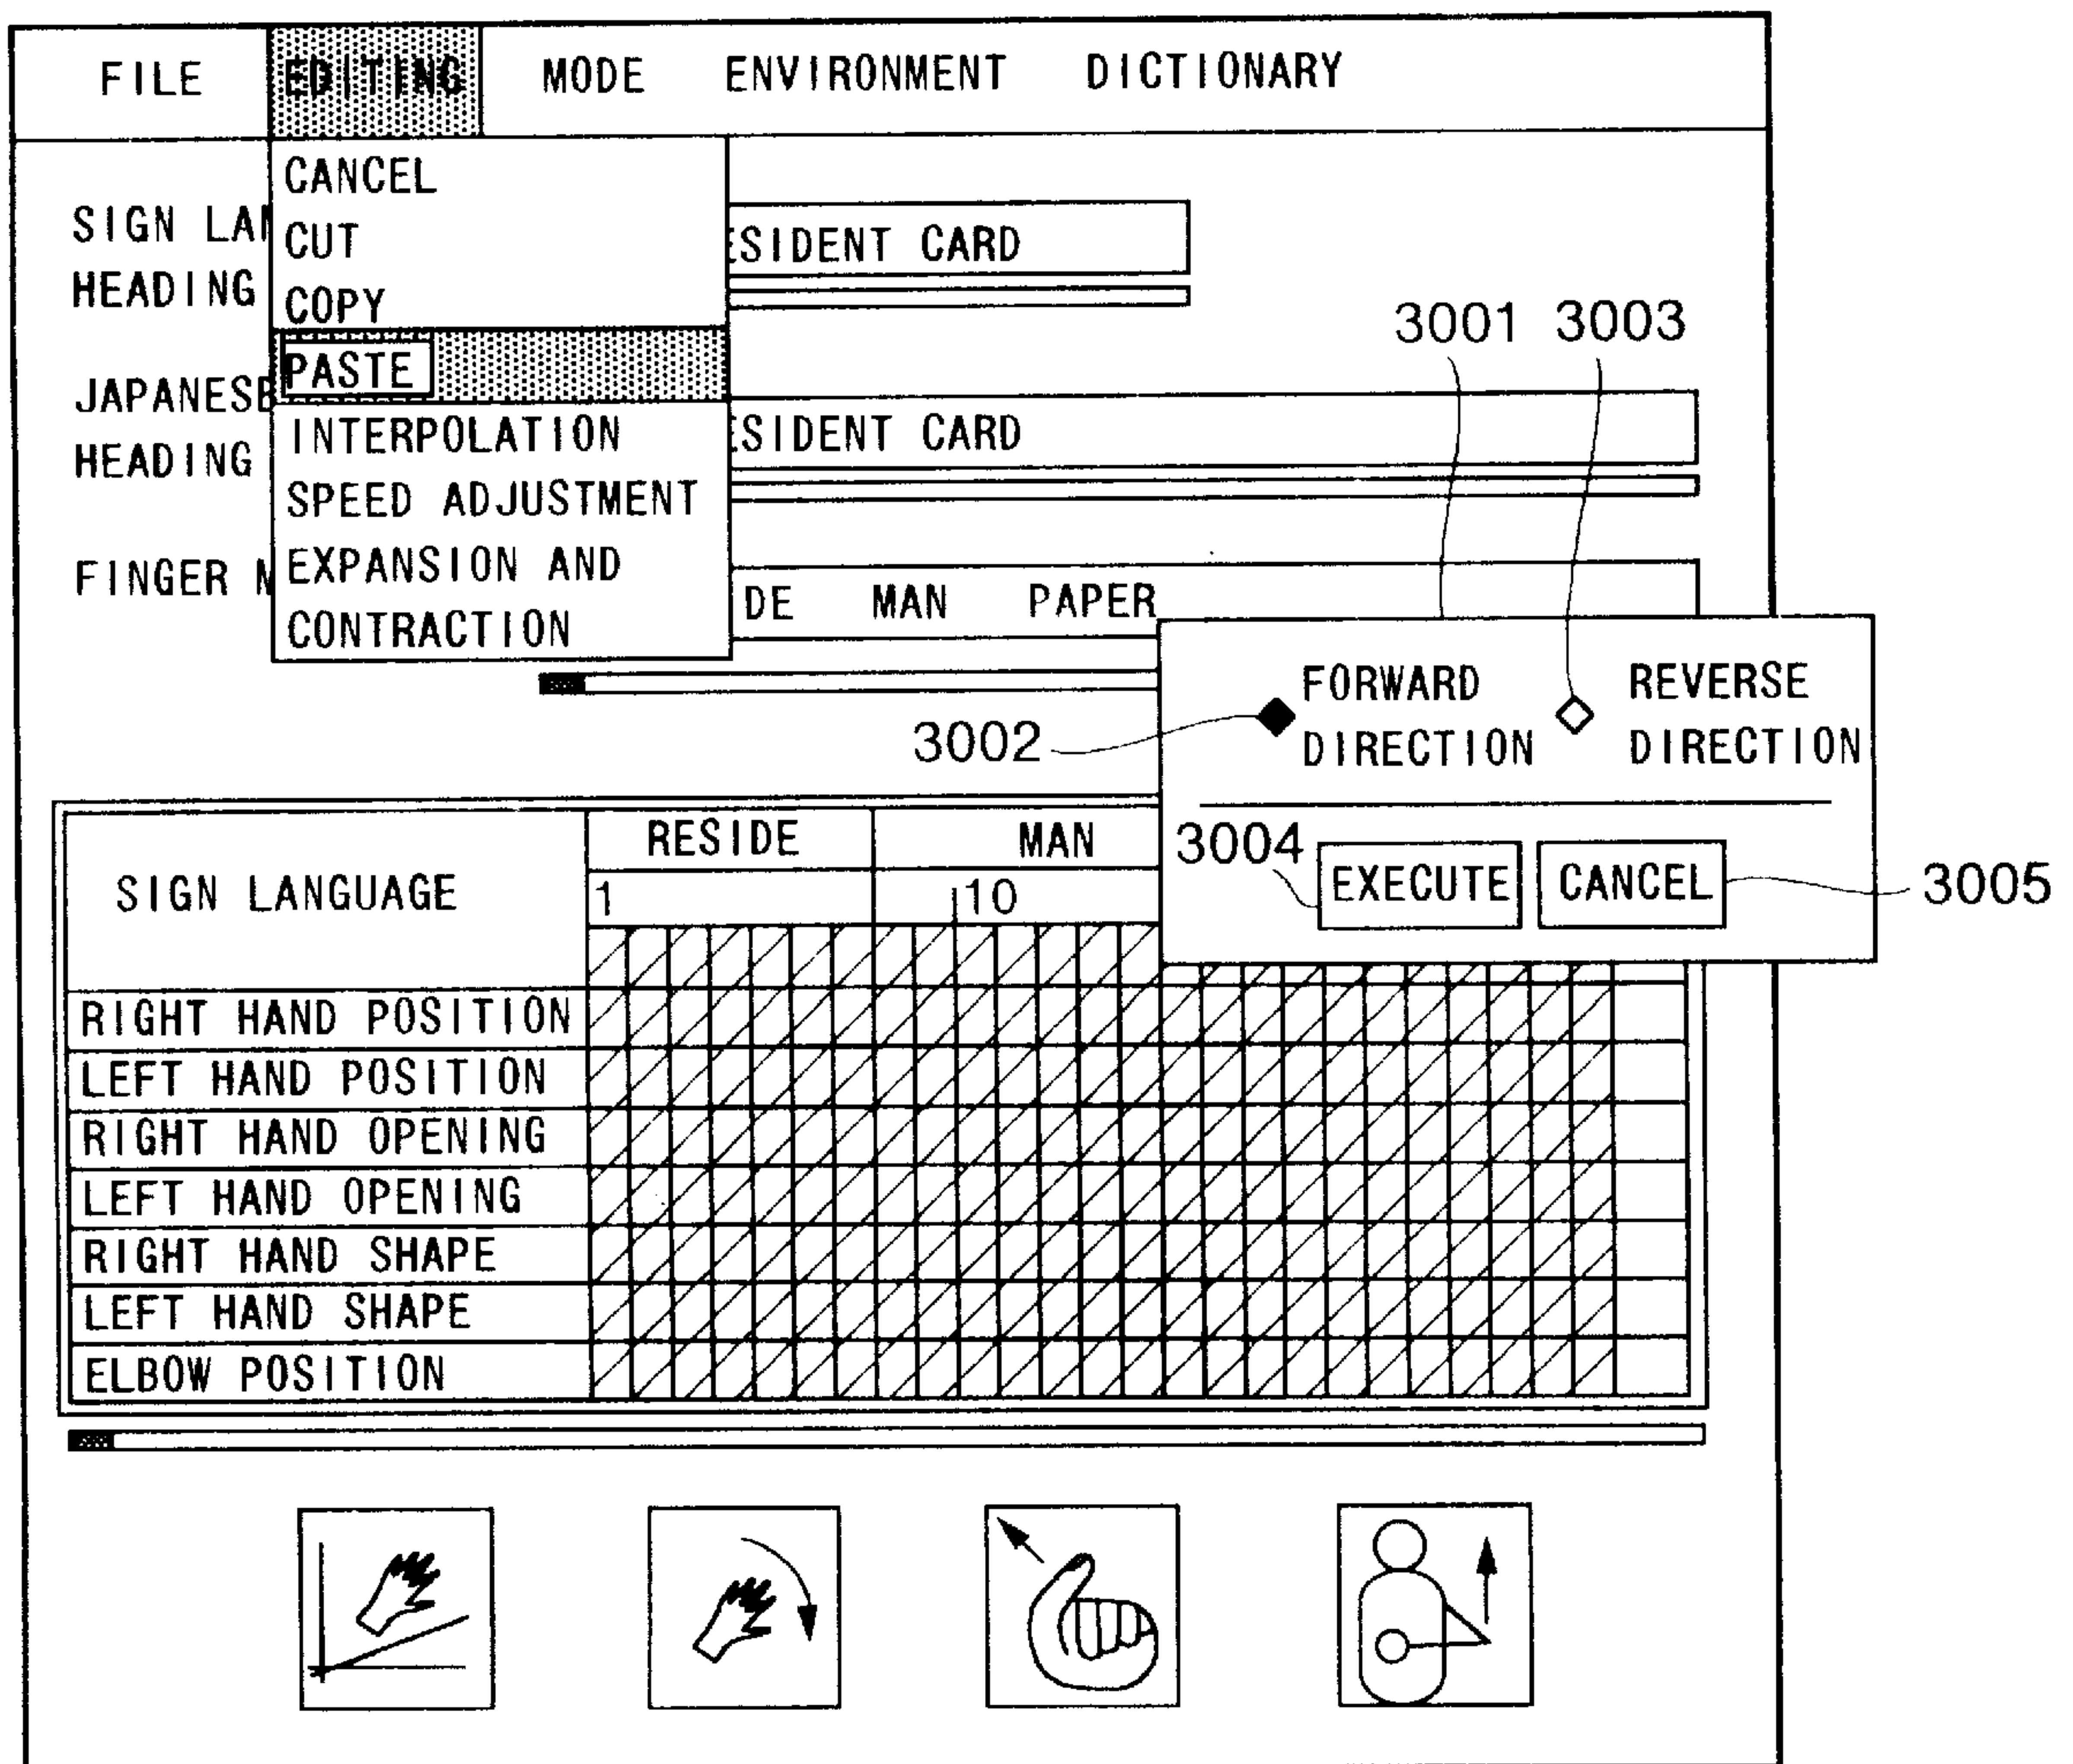 FILE EDITING MODE ENVIRONMENT DICTIONARY
CANCEL
SIGN LAN
CUT
ESIDENT CARD
HEADING
COPY
3001 3003
PASTE
JAPANESE
INTERPOLATION
ESIDENT CARD
HEADING
SPEED ADJUSTMENT
EXPANSION AND
FINGER M
DE MAN PAPER
CONTRACTION
FORWARD REVERSE
3002
DIRECTION DIRECTION
RESIDE MAN
3004
SIGN LANGUAGE
EXECUTE CANCEL
3005
1 10
RIGHT HAND POSITION
LEFT HAND POSITION
RIGHT HAND OPENING
LEFT HAND OPENING
RIGHT HAND SHAPE
LEFT HAND SHAPE
ELBOW POSITION